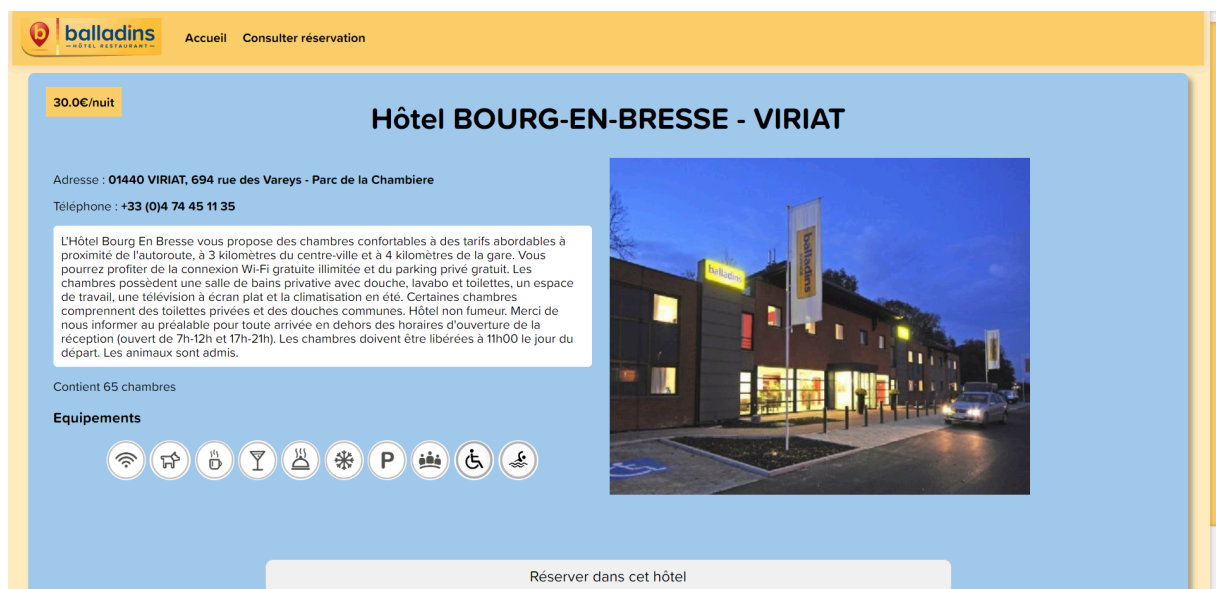 balladins
HÔTEL RESTAURANT
Accueil Consulter réservation
30.0€/nuit
Hôtel BOURG-EN-BRESSE - VIRIAT
Adresse : 01440 VIRIAT, 694 rue des Vareys - Parc de la Chambiere
Téléphone : +33 (0)4 74 45 11 35
L'Hôtel Bourg En Bresse vous propose des chambres confortables à des tarifs abordables à
proximité de l'autoroute, à 3 kilomètres du centre-ville et à 4 kilomètres de la gare. Vous
pourrez profiter de la connexion Wi-Fi gratuite illimitée et du parking privé gratuit. Les
chambres possèdent une salle de bains privative avec douche, lavabo et toilettes, un espace
de travail, une télévision à écran plat et la climatisation en été. Certaines chambres
comprennent des toilettes privées et des douches communes. Hôtel non fumeur. Merci de
nous informer au préalable pour toute arrivée en dehors des horaires d'ouverture de la
réception (ouvert de 7h-12h et 17h-21h). Les chambres doivent être libérées à 11h00 le jour du
départ. Les animaux sont admis.
Contient 65 chambres
Equipements
P
balladins
balladins
Réserver dans cet hôtel